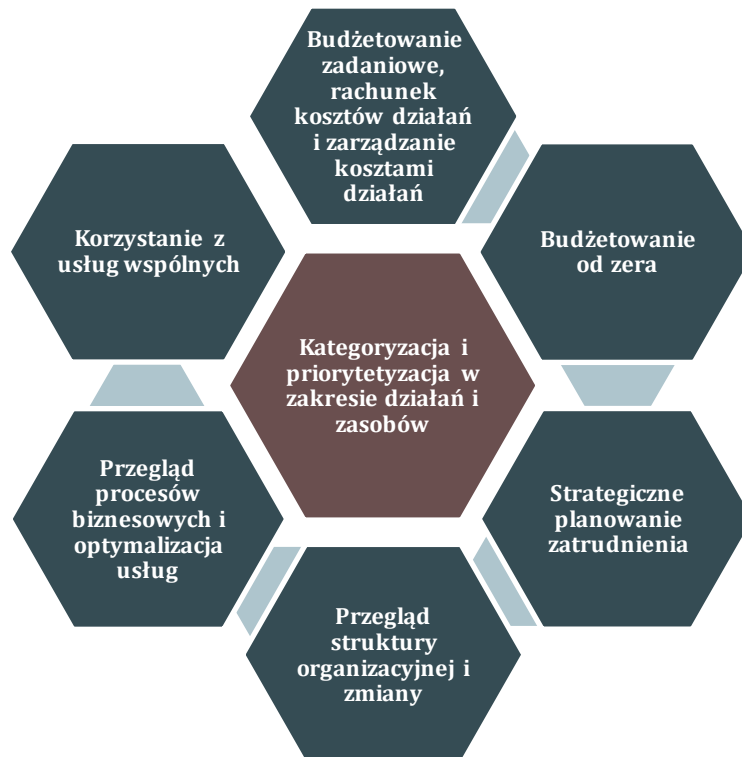 Budżetowanie
zadaniowe,
rachunek
kosztów działań
i zarządzanie
kosztami
działań
Budżetowanie
od zera
Strategiczne
planowanie
zatrudnienia
Przegląd
struktury
organizacyjnej i
zmiany
Przegląd
procesów
biznesowych i
optymalizacja
usług
Korzystanie z
usług wspólnych
Kategoryzacja i
priorytetyzacja w
zakresie działań i
zasobów